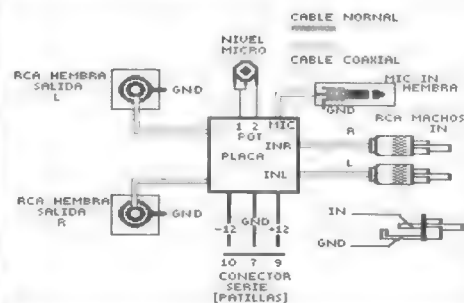 CABLE NORNAL
CABLE COAXIAL
NIVEL
MICRO
MIC IN
HEMBRA
GND
RCA HEMBRA
SALIDA
L
GND
1 2 MIC
POT
PLACA
INR
INL
R
L
RCA MACHOS
IN
RCA HEMBRA
SALIDA
R
GND
-12 GND +12
10 7 9
CONECTOR
SERIE
[PATILLAS]
IN
GND